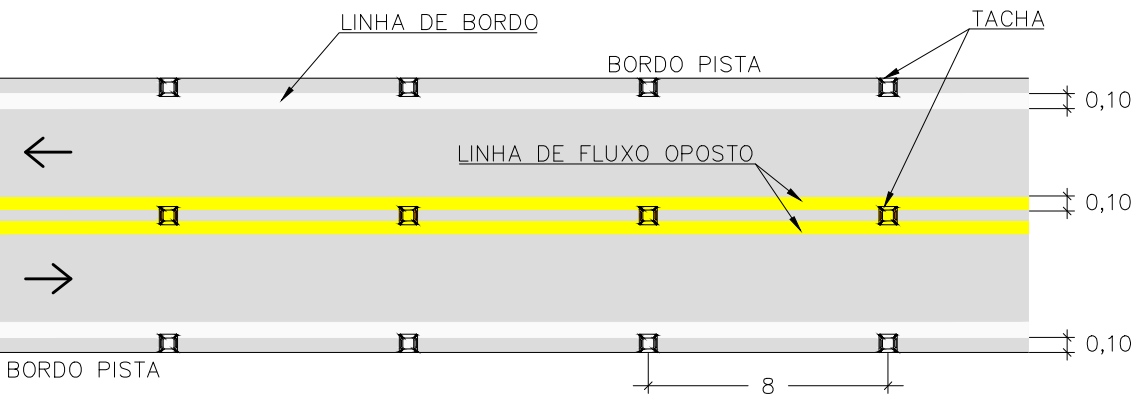 LINHA DE BORDO
TACHA
BORDO PISTA
0,10
LINHA DE FLUXO OPOSTO
0,10
0,10
BORDO PISTA
8